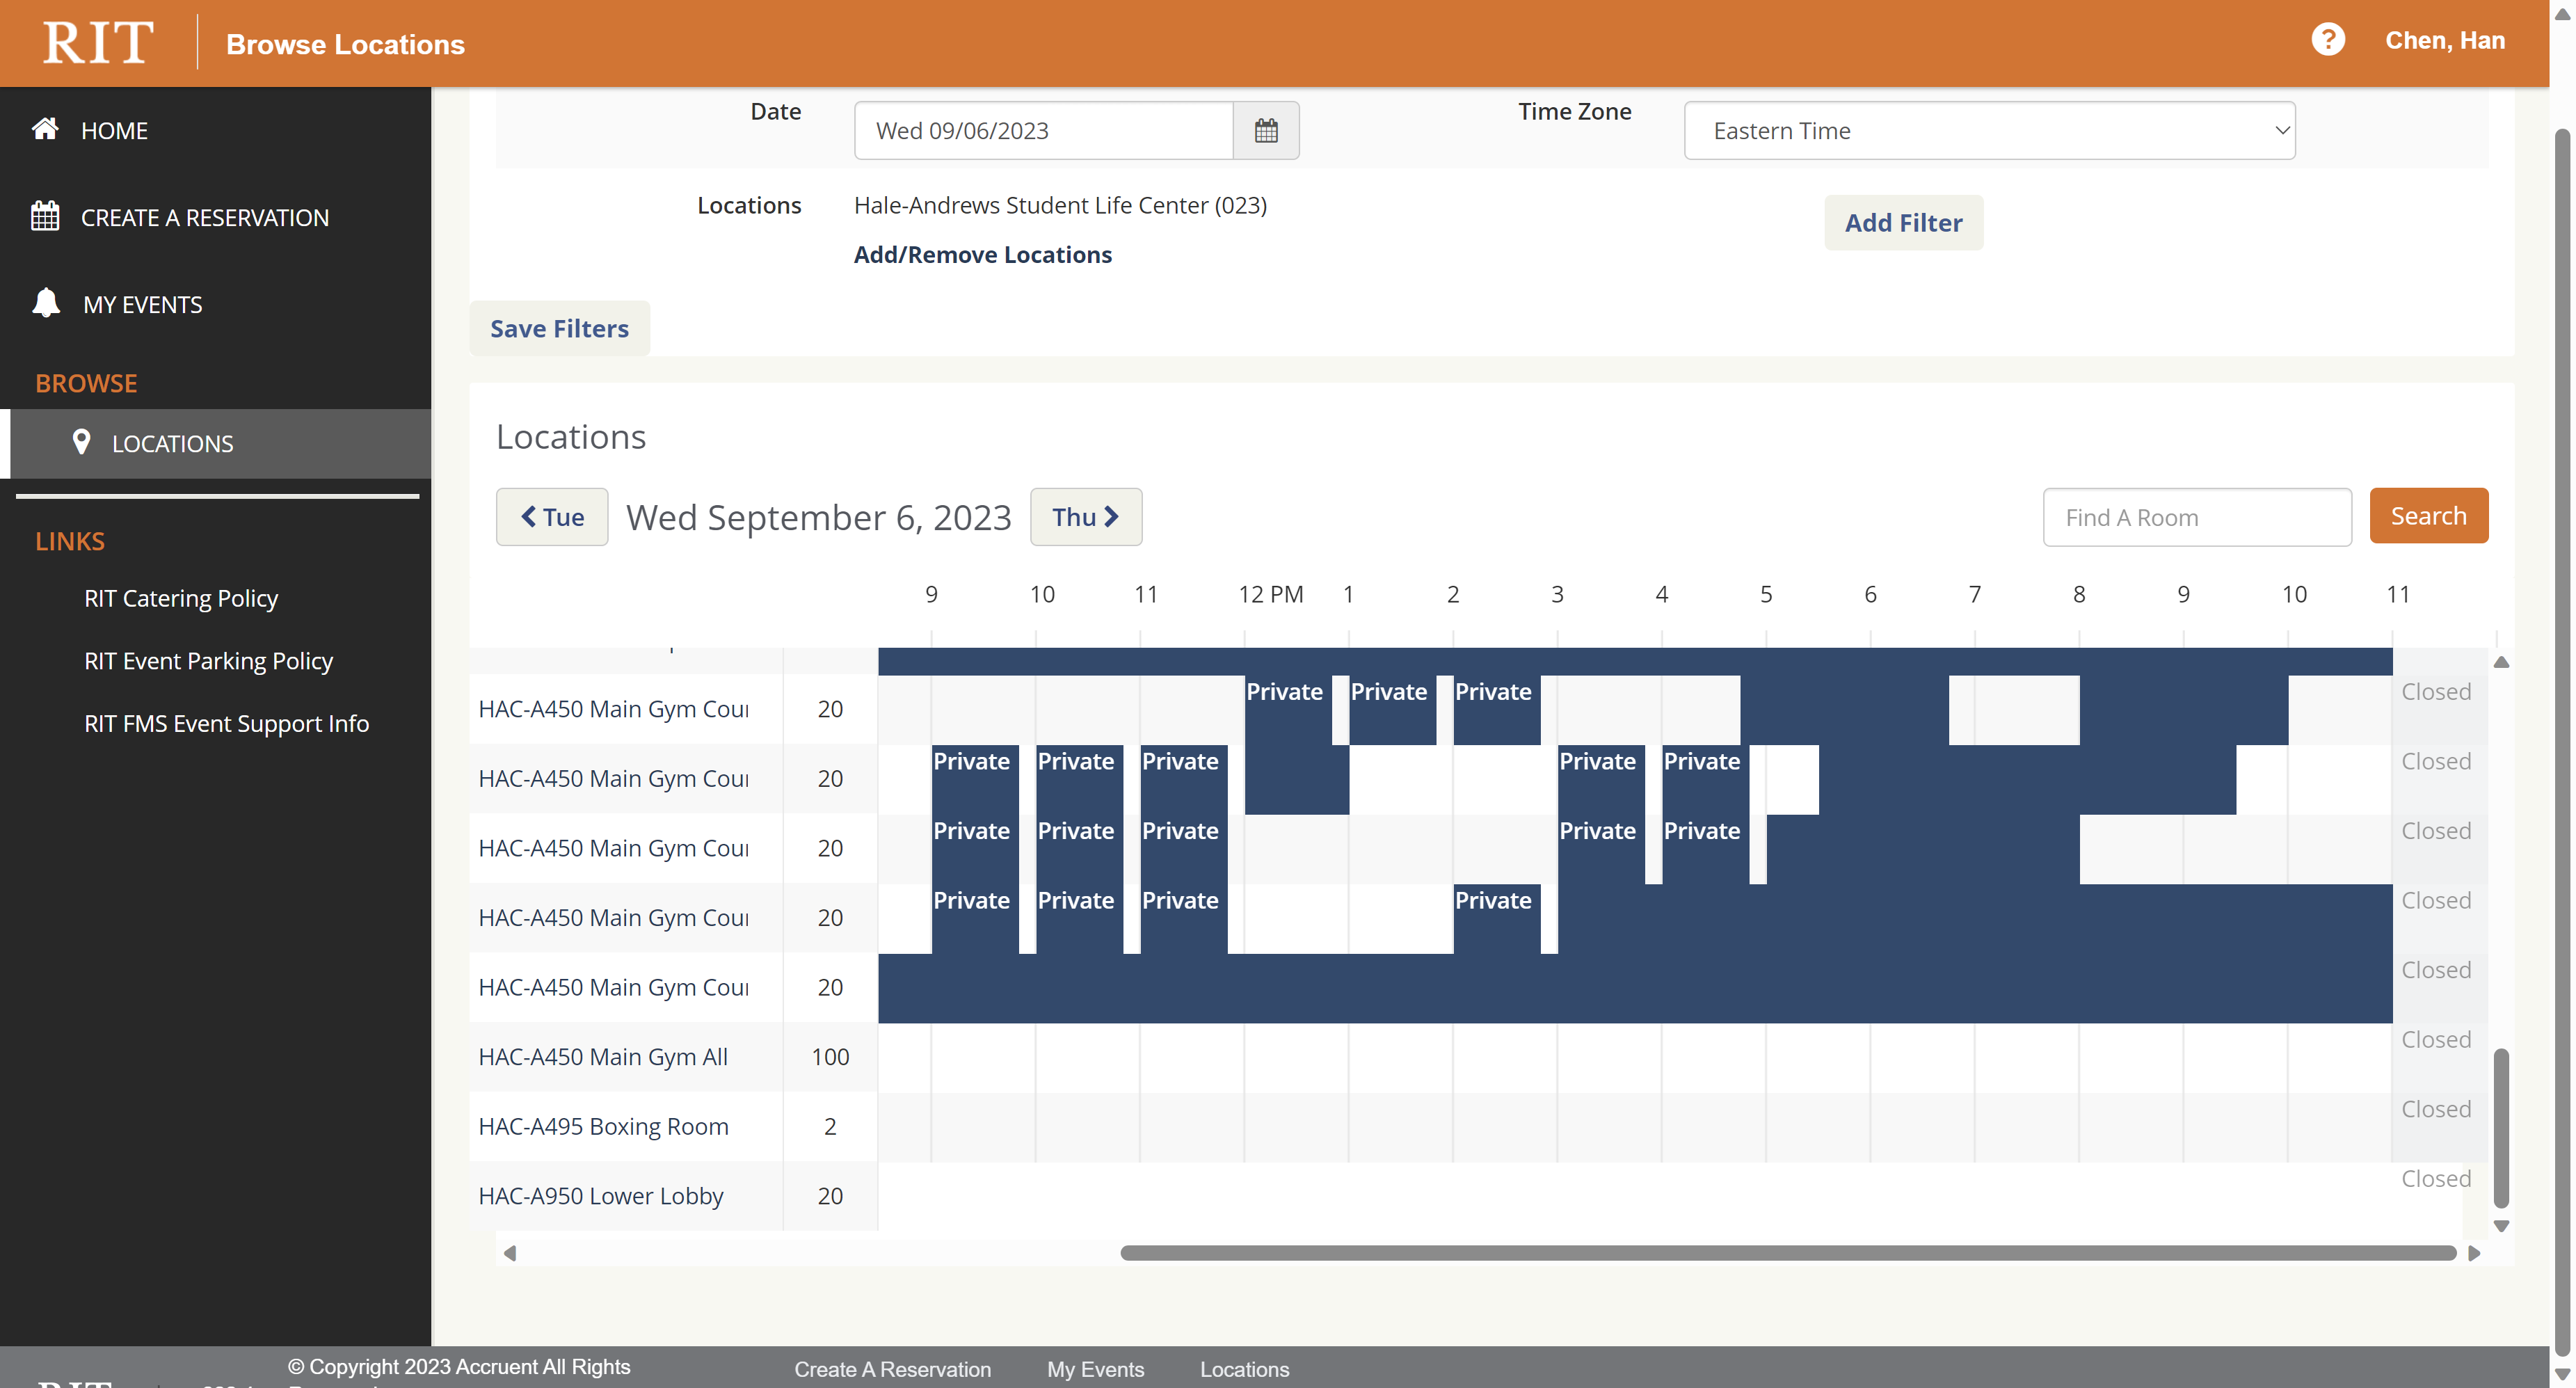 RIT
Browse Locations
Chen, Han
HOME
CREATE A RESERVATION
MY EVENTS
BROWSE
LOCATIONS
LINKS
RIT Catering Policy
RIT Event Parking Policy
RIT FMS Event Support Info
Date
Wed 09/06/2023
Time Zone
Eastern Time
Locations
Hale-Andrews Student Life Center (023)
Add/Remove Locations
Add Filter
Save Filters
Locations
Tue
Wed September 6, 2023
Thu
Find A Room
Search
9 10 11 12 PM 1 2 3 4 5 6 7 8 9 10 11
HAC-A450 Main Gym Cour 20 Private Private Private Closed
HAC-A450 Main Gym Cour 20 Private Private Private Private Private Closed
HAC-A450 Main Gym Cour 20 Private Private Private Private Private Closed
HAC-A450 Main Gym Cour 20 Private Private Private Private Closed
HAC-A450 Main Gym Cour 20 Closed
HAC-A450 Main Gym All 100 Closed
HAC-A495 Boxing Room 2 Closed
HAC-A950 Lower Lobby 20 Closed
© Copyright 2023 Accruent All Rights
Create A Reservation
My Events
Locations
RIT